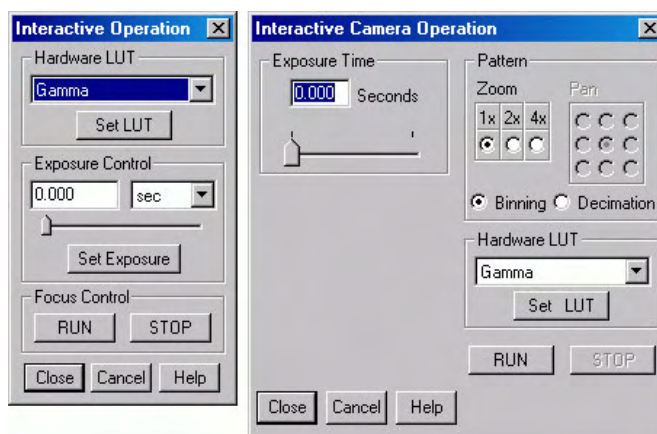 Interactive Operation
Hardware LUT
Gamma
Set LUT
Exposure Control
0.000 sec
Set Exposure
Focus Control
RUN STOP
Close Cancel Help
Interactive Camera Operation
Exposure Time
0.000 Seconds
Pattern
Zoom Pan
1x 2x 4x
Binning Decimation
Hardware LUT
Gamma
Set LUT
RUN STOP
Close Cancel Help